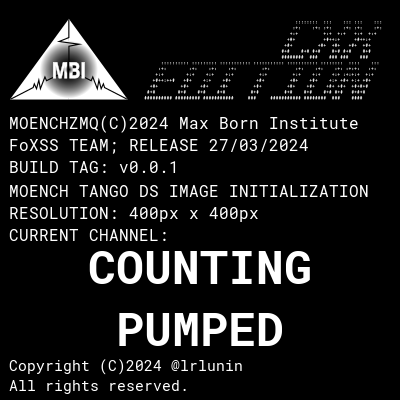 MBI
MOENCHZMQ(C)2024 Max Born Institute
FoXSS TEAM; RELEASE 27/03/2024
BUILD TAG: v0.0.1
MOENCH TANGO DS IMAGE INITIALIZATION
RESOLUTION: 400px x 400px
CURRENT CHANNEL:
COUNTING
PUMPED
Copyright (C)2024 @lrlunin
All rights reserved.